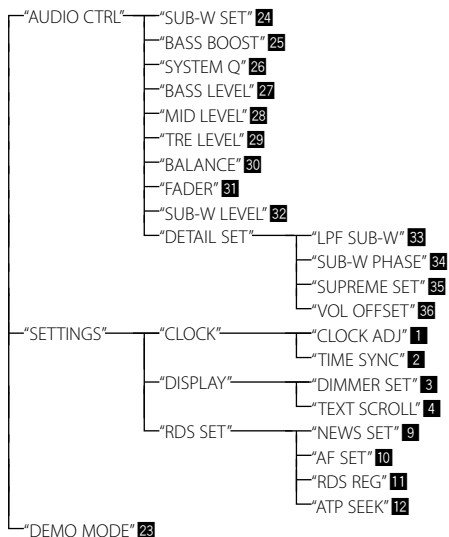 “AUDIO CTRL” “SUB-W SET” 24
“BASS BOOST” 25
“SYSTEM Q” 26
“BASS LEVEL” 27
“MID LEVEL” 28
“TRE LEVEL” 29
“BALANCE” 30
“FADER” 31
“SUB-W LEVEL” 32
“DETAIL SET” “LPF SUB-W” 33
“SUB-W PHASE” 34
“SUPREME SET” 35
“VOL OFFSET” 36
“SETTINGS” “CLOCK” “CLOCK ADJ” 1
“TIME SYNC” 2
“DISPLAY” “DIMMER SET” 3
“TEXT SCROLL” 4
“RDS SET” “NEWS SET” 9
“AF SET” 10
“RDS REG” 11
“ATP SEEK” 12
“DEMO MODE” 23